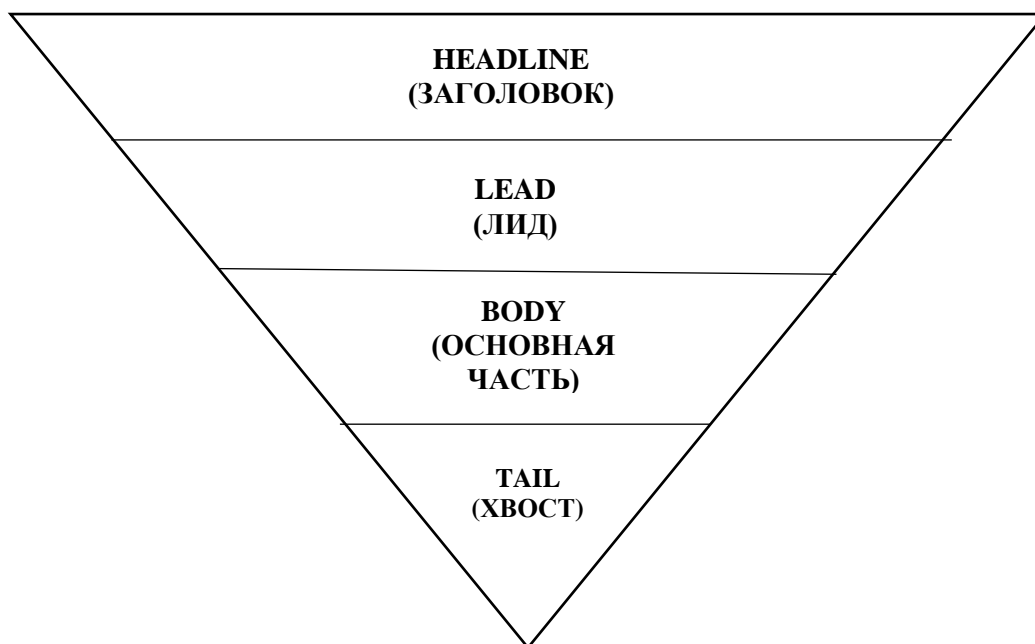 HEADLINE
(ЗАГОЛОВОК)
LEAD
(ЛИД)
BODY
(ОСНОВНАЯ
ЧАСТЬ)
TAIL
(ХВОСТ)